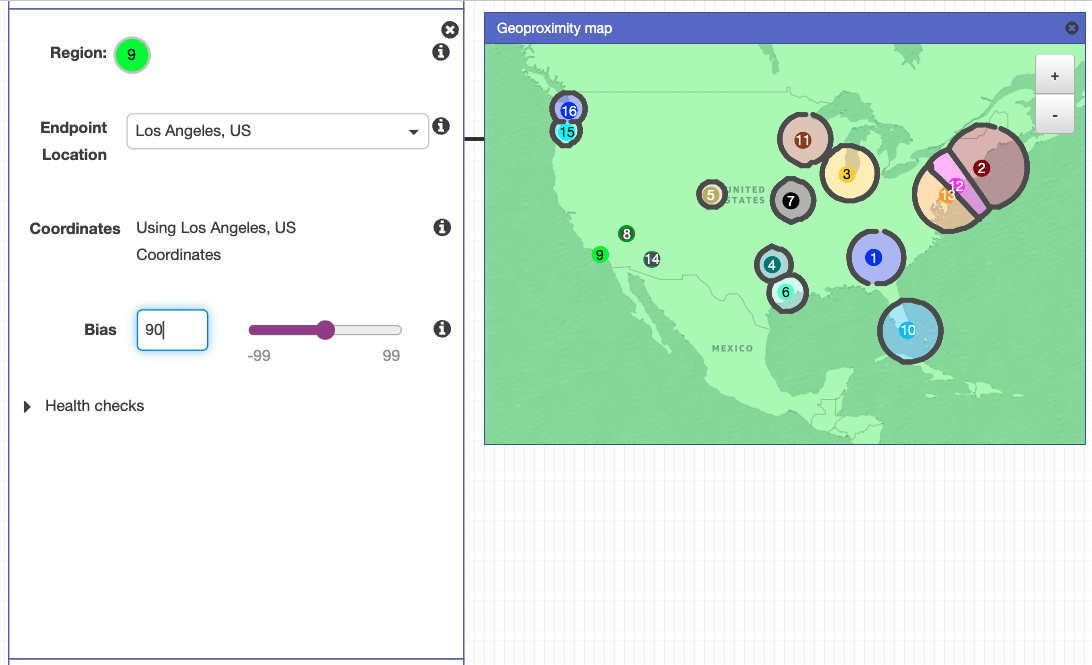 Region: 9
Endpoint Location
Los Angeles, US
Coordinates
Using Los Angeles, US
Coordinates
Bias 90
-99 99
Health checks
Geoproximity map
+
-
16
15
11
3
2
12
13
5
UNITED
STATES
7
8
9
14
4
6
1
10
MEXICO